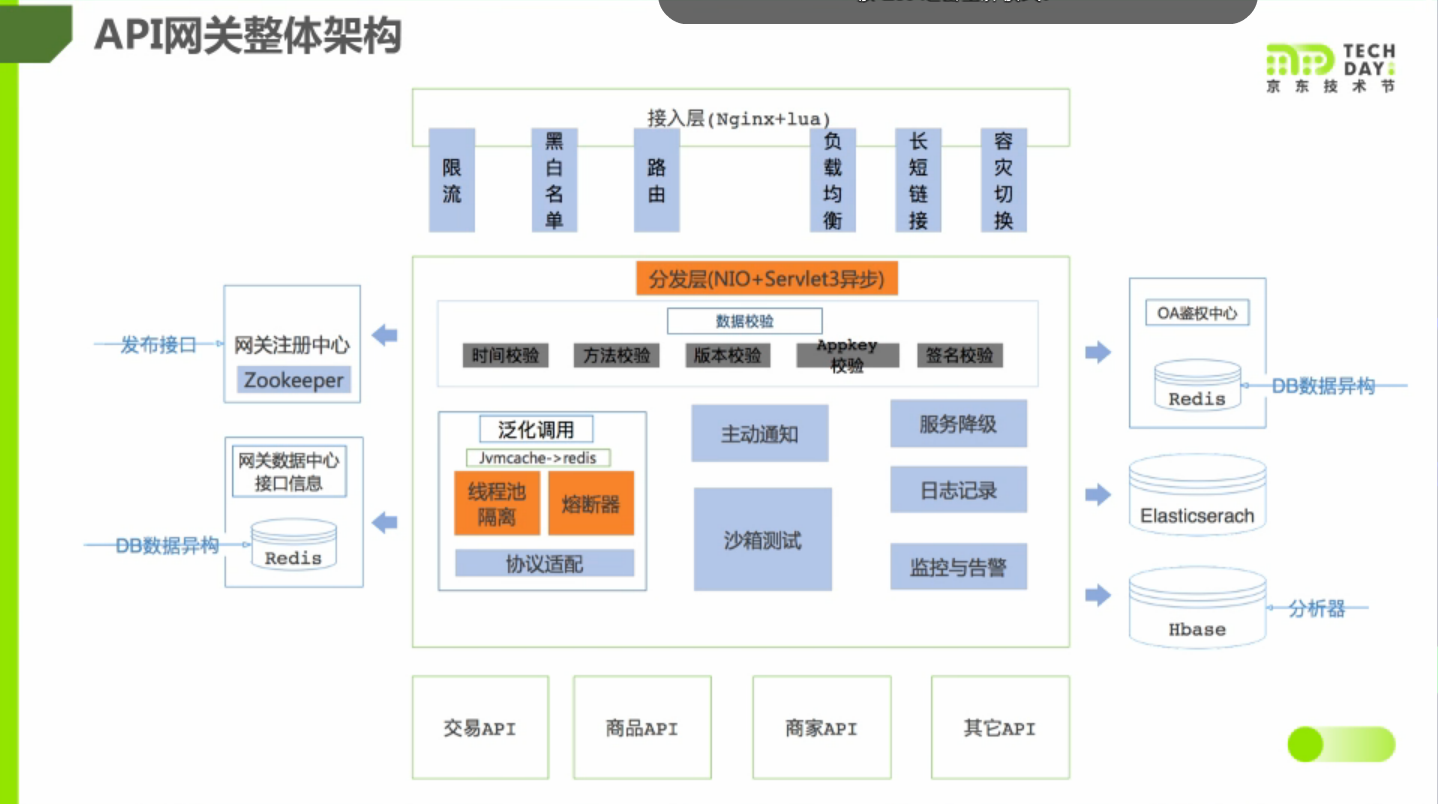 API网关整体架构
TECH
DAY
京东技术节
接入层(Nginx+lua)
限流
黑白名单
路由
负载均衡
长短链接
容灾切换
分发层(NIO+Servlet3异步)
数据校验
时间校验
方法校验
版本校验
Appkey
校验
签名校验
发布接口
网关注册中心
Zookeeper
网关数据中心
接口信息
DB数据异构
Redis
泛化调用
Jvmcache->redis
线程池
隔离
熔断器
协议适配
主动通知
沙箱测试
服务降级
日志记录
监控与告警
OA鉴权中心
Redis
DB数据异构
Elasticserach
Hbase
分析器
交易API
商品API
商家API
其它API